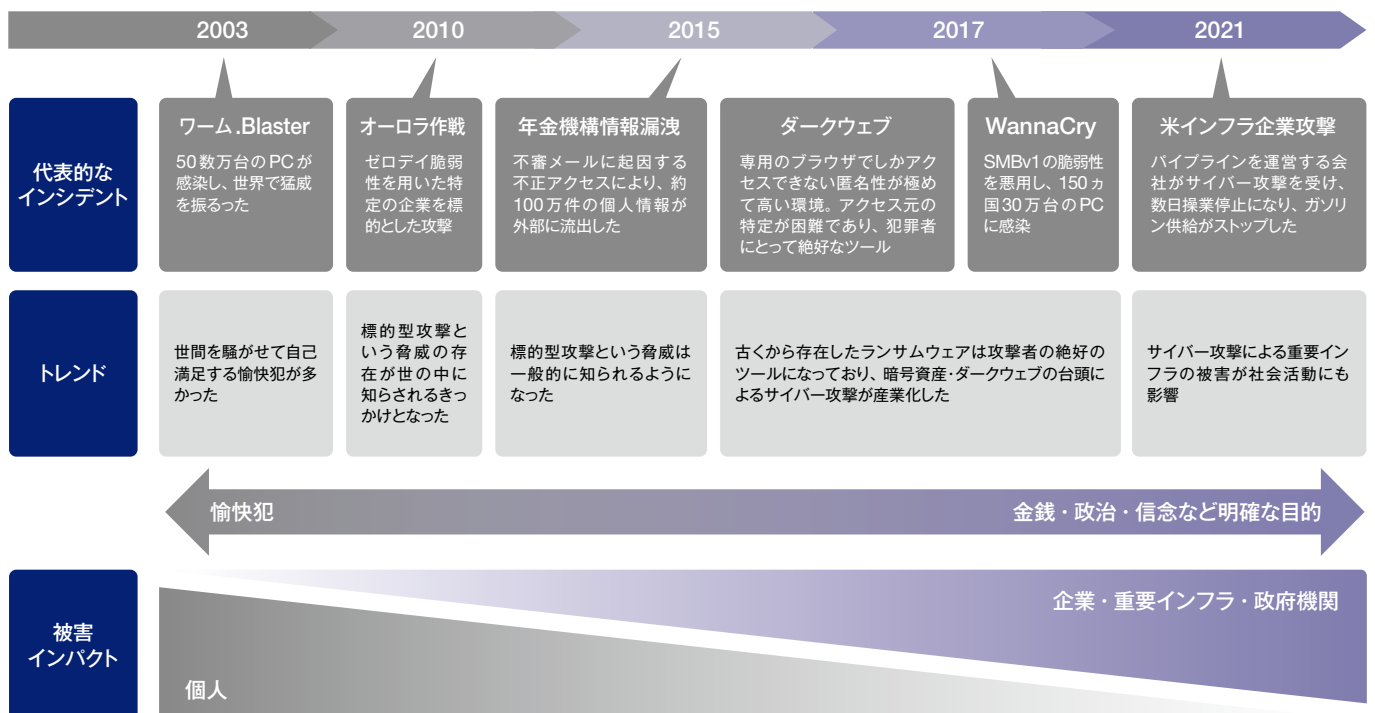 2003
2010
2015
2017
2021
代表的な
インシデント
ワーム.Blaster
50数万台のPCが
感染し、世界で猛威
を振るった
オーロラ作戦
ゼロデイ脆弱
性を用いた特
定の企業を標
的とした攻撃
年金機構情報漏洩
不審メールに起因する
不正アクセスにより、約
100万件の個人情報が
外部に流出した
ダークウェブ
専用のブラウザでしかアク
セスできない匿名性が極め
て高い環境。アクセス元の
特定が困難であり、犯罪者
にとって絶好なツール
WannaCry
SMBv1の脆弱性
を悪用し、150ヵ
国30万台のPC
に感染
米インフラ企業攻撃
パイプラインを運営する会
社がサイバー攻撃を受け、
数日操業停止になり、ガソリ
ン供給がストップした
トレンド
世間を騒がせて自己
満足する愉快犯が多
かった
標的型攻撃と
いう脅威の存
在が世の中に
知らされるきっ
かけとなった
標的型攻撃という脅威は
一般的に知られるように
なった
古くから存在したランサムウェアは攻撃者の絶好の
ツールになっており、暗号資産・ダークウェブの台頭に
よるサイバー攻撃が産業化した
サイバー攻撃による重要イン
フラの被害が社会活動にも
影響
愉快犯
金銭・政治・信念など明確な目的
被害
インパクト
企業・重要インフラ・政府機関
個人